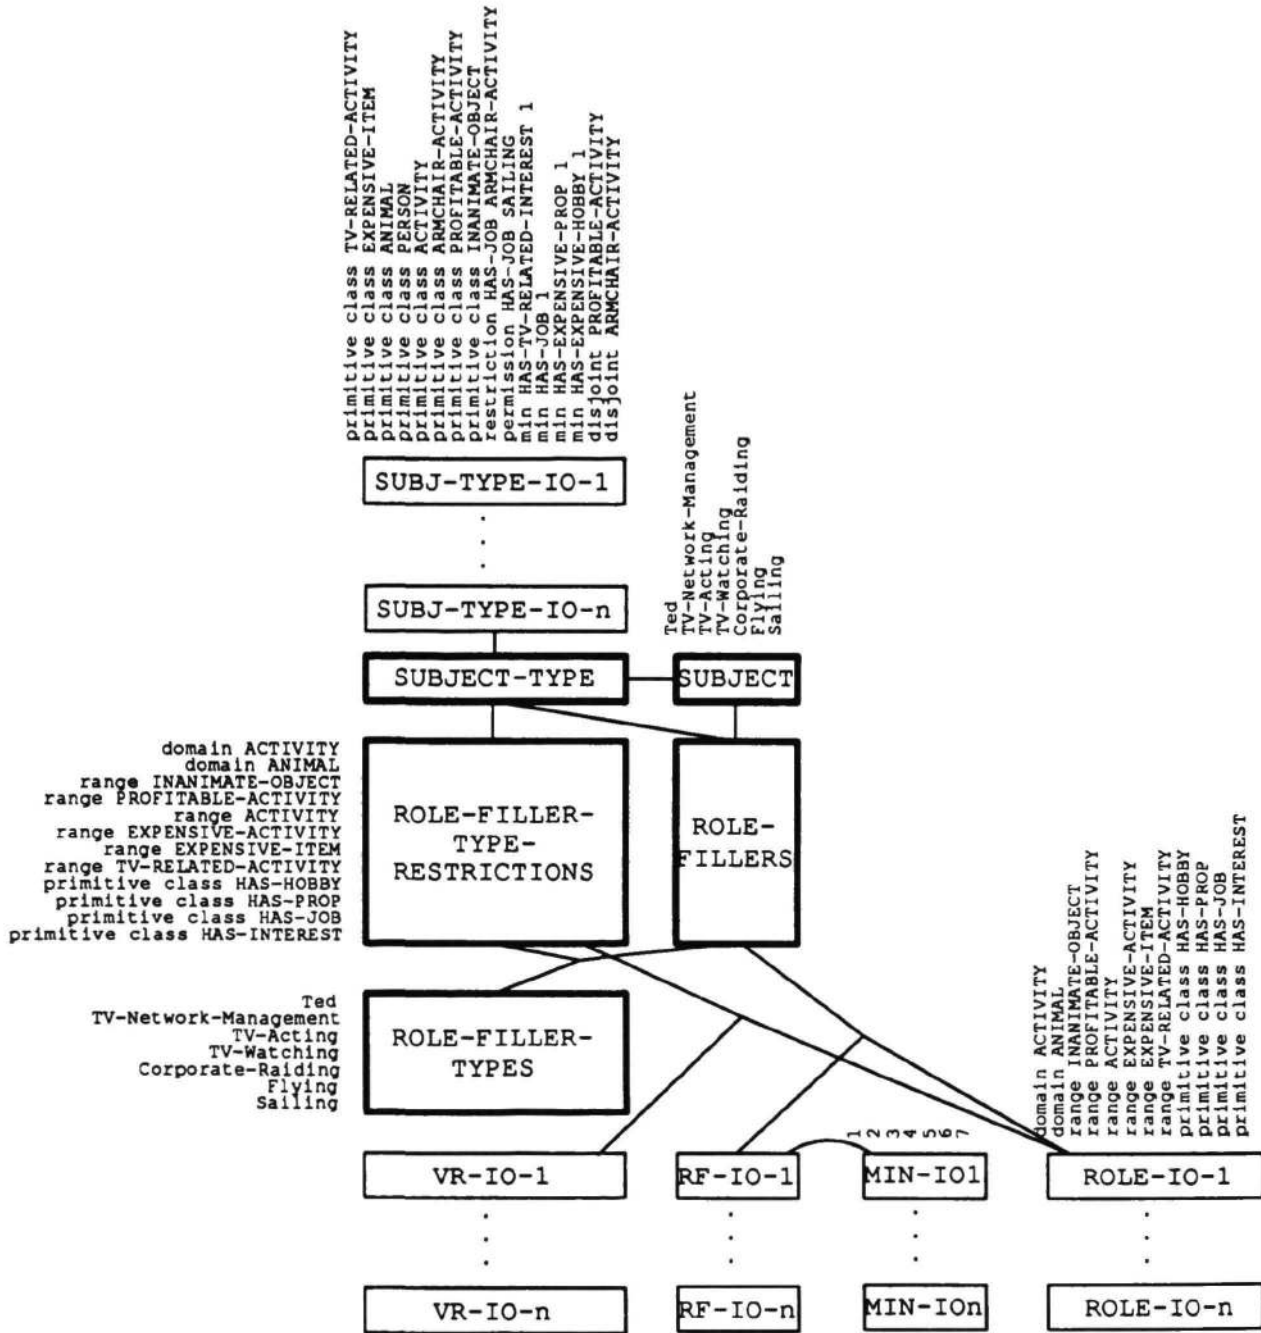 primitive class TV-RELATED-ACTIVITY
primitive class EXPENSIVE-ITEM
primitive class ANIMAL
primitive class PERSON
primitive class ACTIVITY
primitive class ARMCHAIR-ACTIVITY
primitive class PROFITABLE-ACTIVITY
primitive class INANIMATE-OBJECT
restriction HAS-JOB ARMCHAIR-ACTIVITY
permission HAS-JOB SAILING
min HAS-TV-RELATED-INTEREST 1
min HAS-JOB 1
min HAS-EXPENSIVE-PROP 1
min HAS-EXPENSIVE-HOBBY 1
disjoint PROFITABLE-ACTIVITY
disjoint ARMCHAIR-ACTIVITY
SUBJ-TYPE-IO-1
SUBJ-TYPE-IO-n
Ted
TV-Network-Management
TV-Acting
TV-Watching
Corporate-Raiding
Flying
Sailing
SUBJECT-TYPE
SUBJECT
domain ACTIVITY
domain ANIMAL
range INANIMATE-OBJECT
range PROFITABLE-ACTIVITY
range ACTIVITY
range EXPENSIVE-ACTIVITY
range EXPENSIVE-ITEM
range TV-RELATED-ACTIVITY
primitive class HAS-HOBBY
primitive class HAS-PROP
primitive class HAS-JOB
primitive class HAS-INTEREST
ROLE-FILLER-
TYPE-
RESTRICTIONS
ROLE-
FILLERS
Ted
TV-Network-Management
TV-Acting
TV-Watching
Corporate-Raiding
Flying
Sailing
ROLE-FILLER-
TYPES
domain ACTIVITY
domain ANIMAL
range INANIMATE-OBJECT
range PROFITABLE-ACTIVITY
range ACTIVITY
range EXPENSIVE-ACTIVITY
range EXPENSIVE-ITEM
range TV-RELATED-ACTIVITY
primitive class HAS-HOBBY
primitive class HAS-PROP
primitive class HAS-JOB
primitive class HAS-INTEREST
1
2
3
4
5
6
7
VR-IO-1
RF-IO-1
MIN-IO1
ROLE-IO-1
VR-IO-n
RF-IO-n
MIN-IOn
ROLE-IO-n